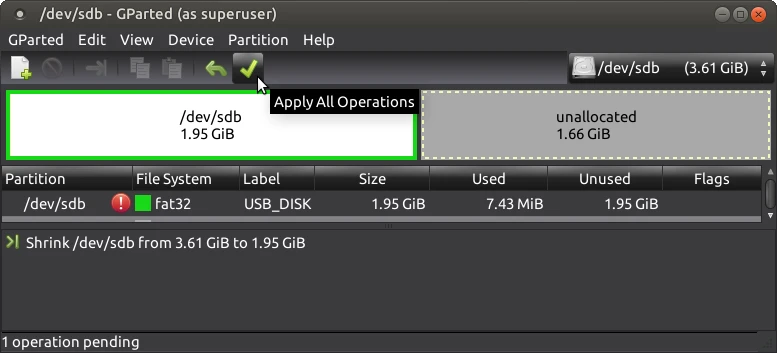 /dev/sdb - GParted (as superuser)
GParted Edit View Device Partition Help
/dev/sdb (3.61 GiB)
Apply All Operations
/dev/sdb
1.95 GiB
unallocated
1.66 GiB
Partition File System Label Size Used Unused Flags
/dev/sdb fat32 USB_DISK 1.95 GiB 7.43 MiB 1.95 GiB
Shrink /dev/sdb from 3.61 GiB to 1.95 GiB
1 operation pending